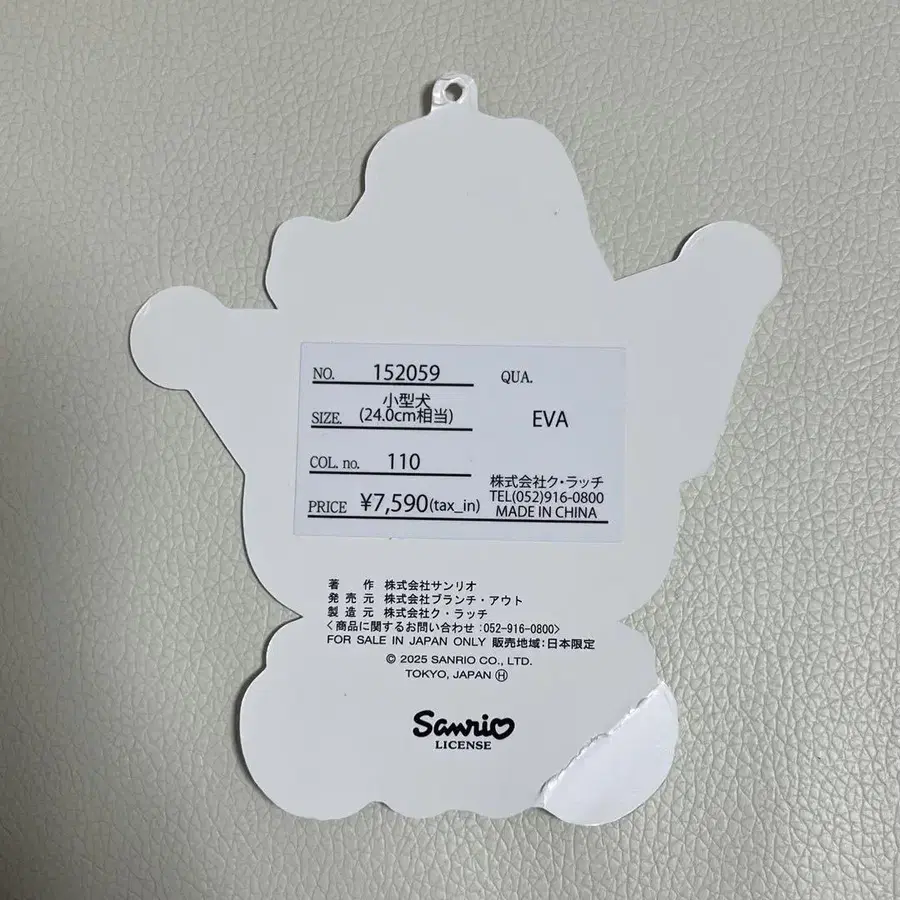 NO. 152059
QUA.
SIZE. 小型犬
(24.0cm相当)
EVA
COL. no. 110
PRICE ¥7,590(tax_in)
株式会社ク・ラッチ
TEL(052)916-0800
MADE IN CHINA
著 作 株式会社サンリオ
発 売 元 株式会社ブランチ・アウト
製 造 元 株式会社ク・ラッチ
<商品に関するお問い合わせ:052-916-0800>
FOR SALE IN JAPAN ONLY 販売地域:日本限定
© 2025 SANRIO CO., LTD.
TOKYO, JAPAN Ⓗ
Sanrio
LICENSE